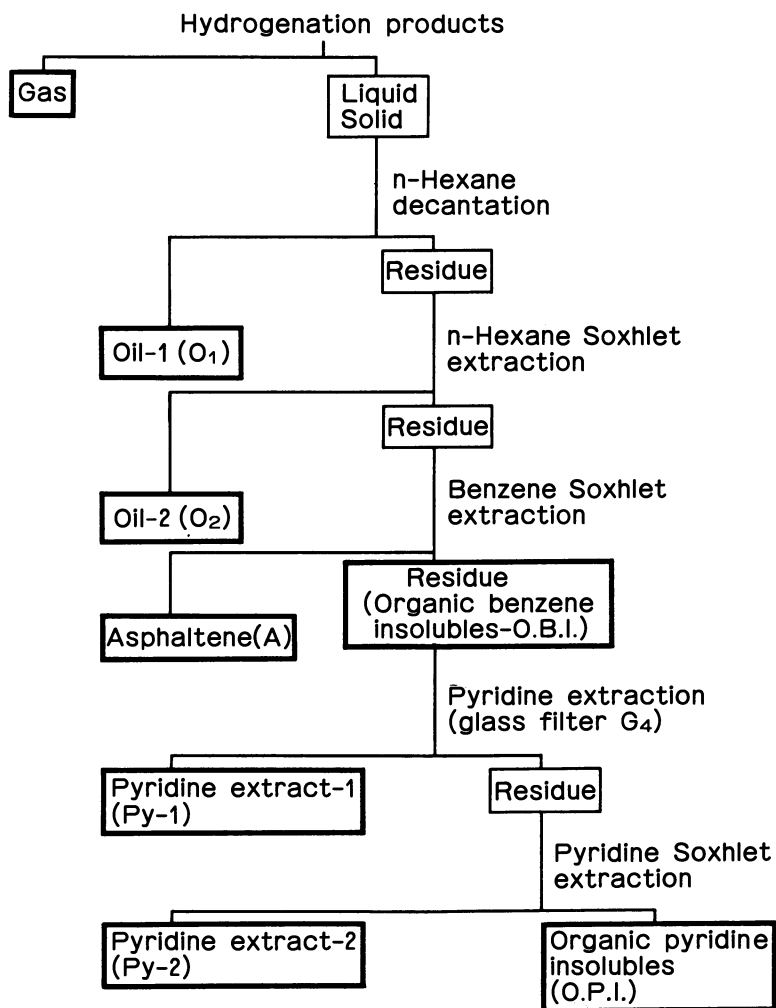 Hydrogenation products
Gas
Liquid
Solid
n-Hexane
decantation
Residue
Oil-1 (O₁)
n-Hexane Soxhlet
extraction
Residue
Oil-2 (O₂)
Benzene Soxhlet
extraction
Residue
(Organic benzene
insolubles-O.B.I.)
Asphaltene(A)
Pyridine extraction
(glass filter G₄)
Pyridine extract-1
(Py-1)
Residue
Pyridine Soxhlet
extraction
Pyridine extract-2
(Py-2)
Organic pyridine
insolubles
(O.P.I.)